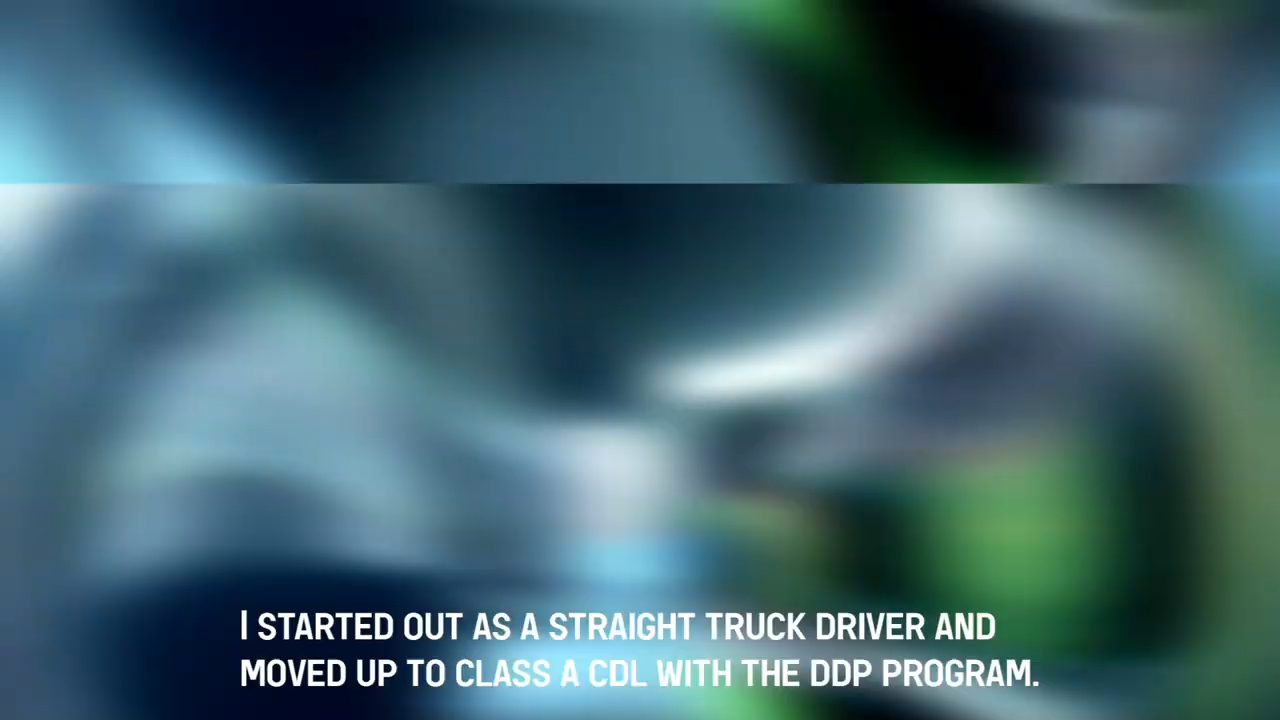 I STARTED OUT AS A STRAIGHT TRUCK DRIVER AND
MOVED UP TO CLASS A CDL WITH THE DDP PROGRAM.